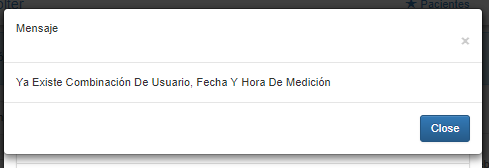 Pacientes
Mensaje
×
Ya Existe Combinación De Usuario, Fecha Y Hora De Medición
Close